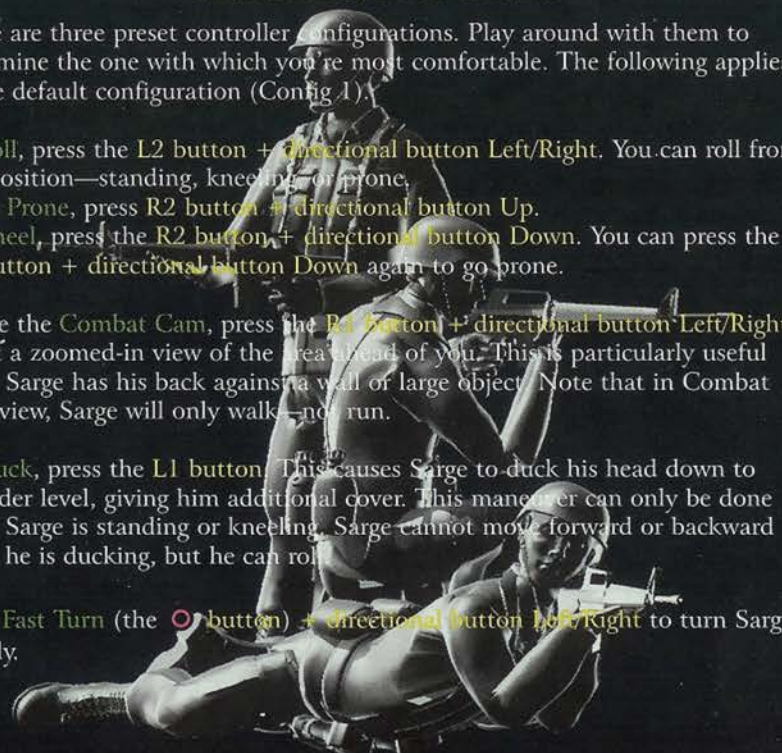 e are three preset controller configurations. Play around with them to
mine the one with which you're most comfortable. The following applie
e default configuration (Config 1).
oll, press the L2 button + directional button Left/Right. You can roll from
osition—standing, kneeling or prone.
Prone, press R2 button + directional button Up.
neel, press the R2 button + directional button Down. You can press the
utton + directional button Down again to go prone.
e the Combat Cam, press the R1 button + directional button Left/Right
a zoomed-in view of the area ahead of you. This is particularly useful
Sarge has his back against a wall or large object. Note that in Combat
view, Sarge will only walk—not run.
uck, press the L1 button. This causes Sarge to duck his head down to
der level, giving him additional cover. This maneuver can only be done
Sarge is standing or kneeling. Sarge cannot move forward or backward
he is ducking, but he can roll
Fast Turn (the O button) + directional button Left/Right to turn Sarg
ly.